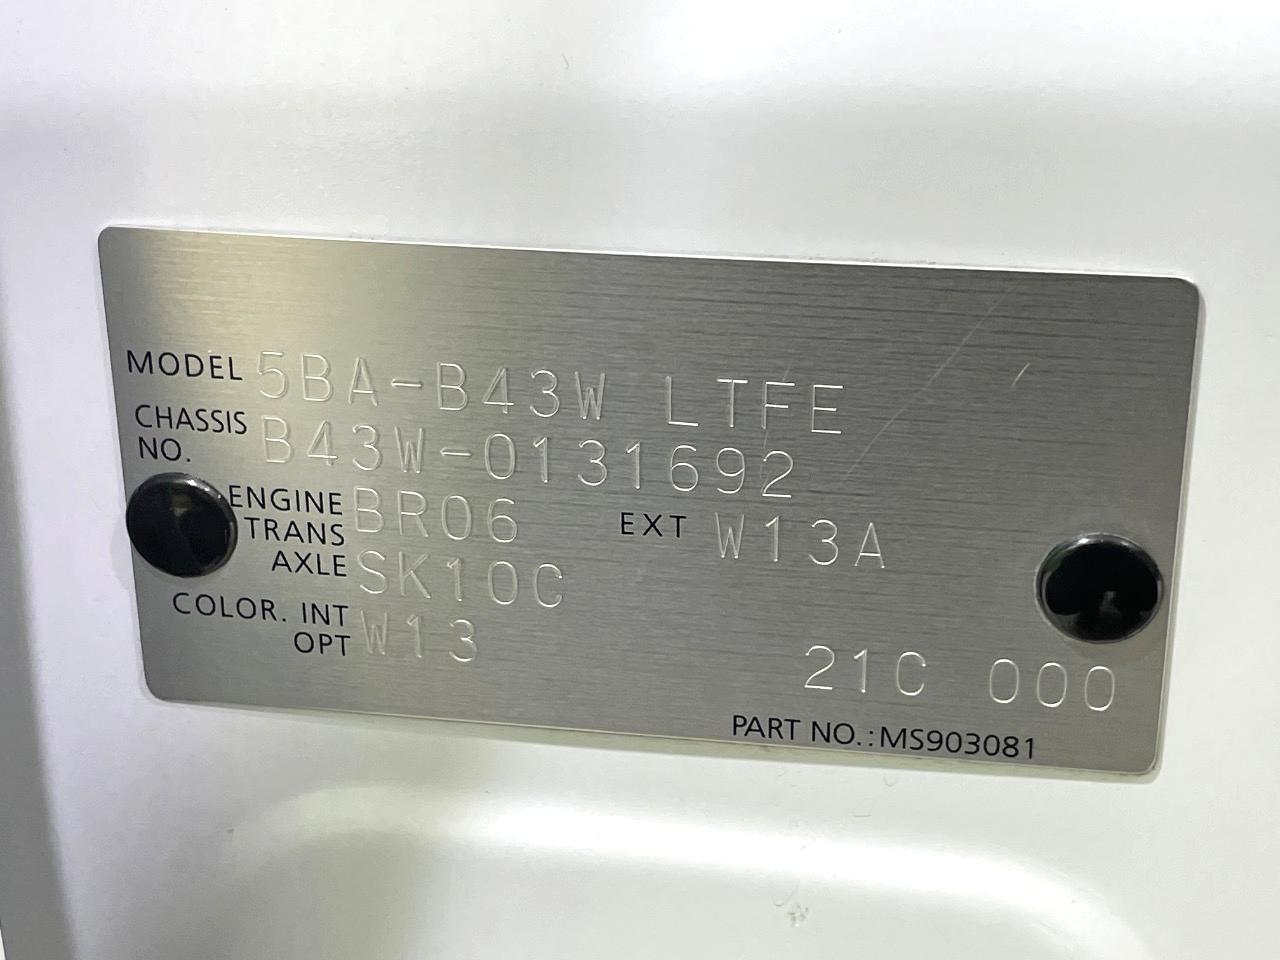 MODEL 5BA-B43W LTFE
CHASSIS NO. B43W-0131692
ENGINE BR06 EXT W13A
TRANS AXLE SK10C
COLOR. INT OPT W13
21C 000
PART NO.:MS903081